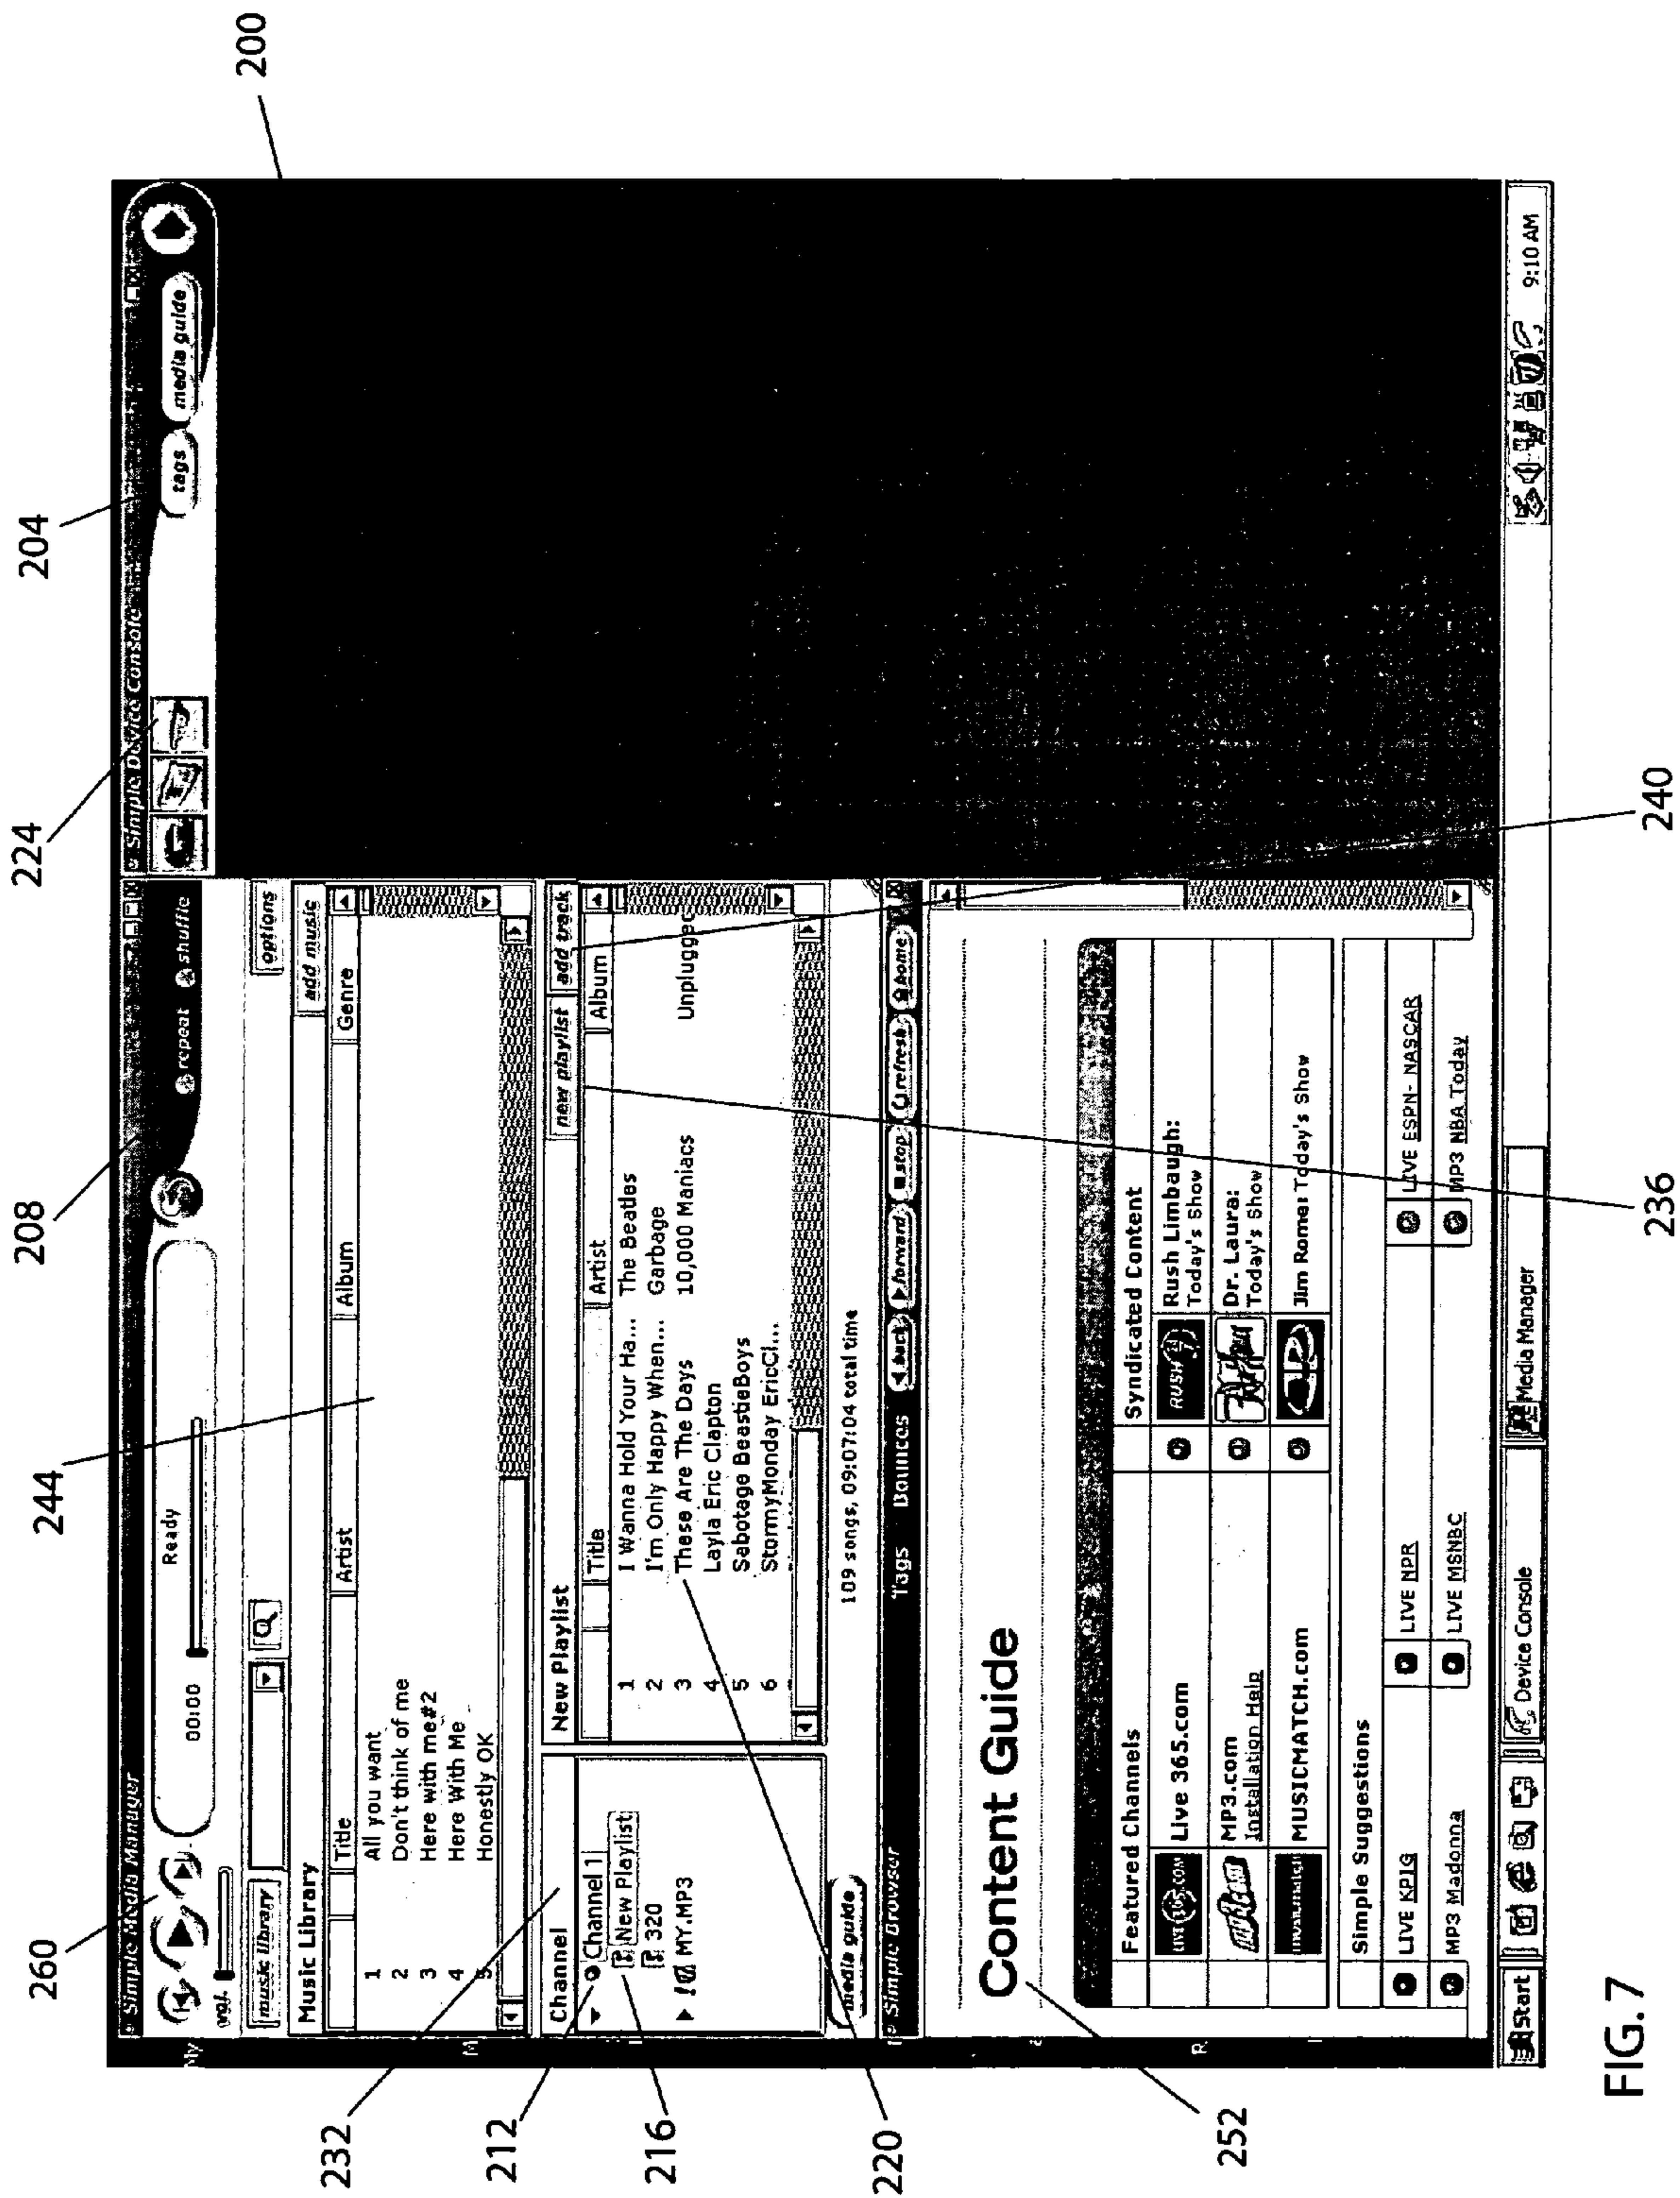 200
204
224
208
244
260
Simple Media Manager
Simple Device Console
Ready
00:00
vol.
repeat
shuffle
tags
media guide
My
music library
options
Music Library
add music
Title
Artist
Album
Genre
1 All you want
2 Don't think of me
3 Here with me#2
4 Here With Me
5 Honestly OK
M
Channel
Channel 1
New Playlist
320
MY.MP3
New Playlist
new playlist
add track
Title
Artist
Album
1 I Wanna Hold Your Ha... The Beatles
2 I'm Only Happy When... Garbage
3 These Are The Days 10,000 Maniacs Unplugged
4 Layla Eric Clapton
5 Sabotage BeastieBoys
6 StormyMonday EricCl...
media guide
109 songs, 09:07:04 total time
Simple Browser
Tags
Bounces
back
forward
stop
refresh
home
Content Guide
Featured Channels
Syndicated Content
LIVE 365.COM
Live 365.com
RUSH
Rush Limbaugh:
Today's Show
MP3.com
Installation Help
Dr. Laura:
Today's Show
MUSICMATCH
MUSICMATCH.com
Jim Rome: Today's Show
R
Simple Suggestions
LIVE KPIG
LIVE NPR
LIVE ESPN- NASCAR
MP3 Madonna
LIVE MSNBC
MP3 NBA Today
Start
Device Console
Media Manager
9:10 AM
232
212
216
220
252
236
240
FIG.7